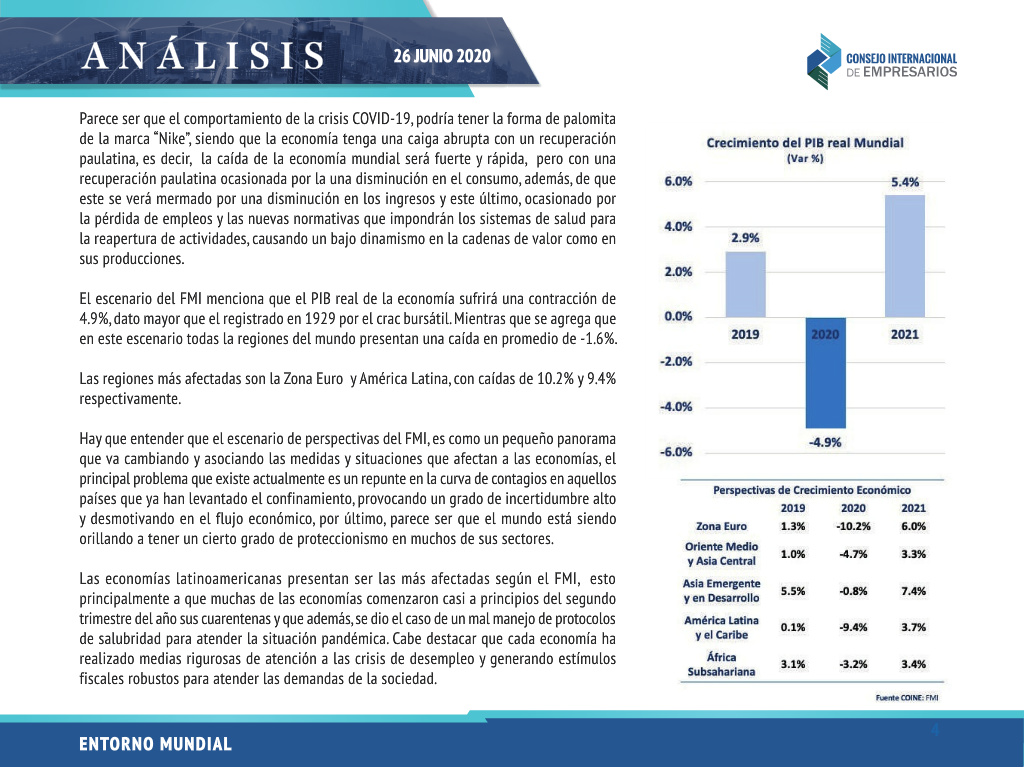 ANÁLISIS
26 JUNIO 2020
CONSEJO INTERNACIONAL
DE EMPRESARIOS
Parece ser que el comportamiento de la crisis COVID-19, podría tener la forma de palomita
de la marca “Nike”, siendo que la economía tenga una caiga abrupta con un recuperación
paulatina, es decir, la caída de la economía mundial será fuerte y rápida, pero con una
recuperación paulatina ocasionada por la una disminución en el consumo, además, de que
este se verá mermado por una disminución en los ingresos y este último, ocasionado por
la pérdida de empleos y las nuevas normativas que impondrán los sistemas de salud para
la reapertura de actividades, causando un bajo dinamismo en la cadenas de valor como en
sus producciones.
El escenario del FMI menciona que el PIB real de la economía sufrirá una contracción de
4.9%, dato mayor que el registrado en 1929 por el crac bursátil. Mientras que se agrega que
en este escenario todas la regiones del mundo presentan una caída en promedio de -1.6%.
Las regiones más afectadas son la Zona Euro y América Latina, con caídas de 10.2% y 9.4%
respectivamente.
Hay que entender que el escenario de perspectivas del FMI, es como un pequeño panorama
que va cambiando y asociando las medidas y situaciones que afectan a las economías, el
principal problema que existe actualmente es un repunte en la curva de contagios en aquellos
países que ya han levantado el confinamiento, provocando un grado de incertidumbre alto
y desmotivando en el flujo económico, por último, parece ser que el mundo está siendo
orillando a tener un cierto grado de proteccionismo en muchos de sus sectores.
Las economías latinoamericanas presentan ser las más afectadas según el FMI, esto
principalmente a que muchas de las economías comenzaron casi a principios del segundo
trimestre del año sus cuarentenas y que además, se dio el caso de un mal manejo de protocolos
de salubridad para atender la situación pandémica. Cabe destacar que cada economía ha
realizado medias rigurosas de atención a las crisis de desempleo y generando estímulos
fiscales robustos para atender las demandas de la sociedad.
Crecimiento del PIB real Mundial
(Var %)
6.0%
5.4%
4.0%
2.9%
2.0%
0.0%
2019 2020 2021
-2.0%
-4.0%
-4.9%
-6.0%
Perspectivas de Crecimiento Económico
2019 2020 2021
Zona Euro 1.3% -10.2% 6.0%
Oriente Medio
y Asia Central 1.0% -4.7% 3.3%
Asia Emergente
y en Desarrollo 5.5% -0.8% 7.4%
América Latina
y el Caribe 0.1% -9.4% 3.7%
África
Subsahariana 3.1% -3.2% 3.4%
Fuente COINE: FMI
4
ENTORNO MUNDIAL